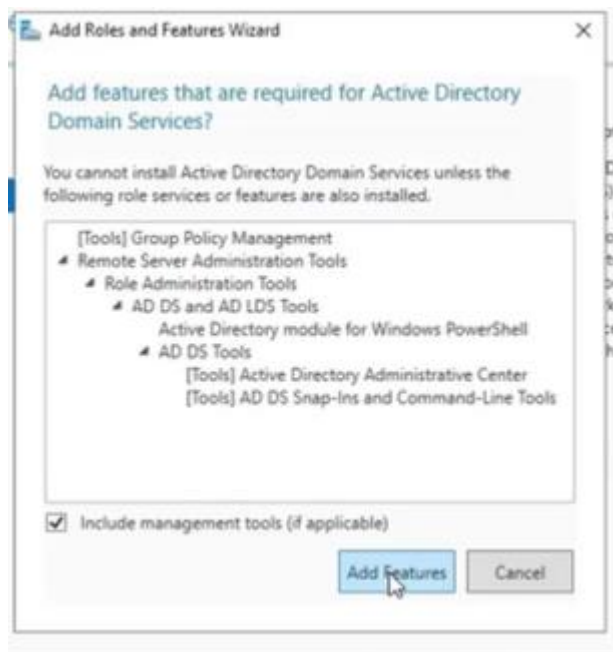 Add Roles and Features Wizard
Add features that are required for Active Directory
Domain Services?
You cannot install Active Directory Domain Services unless the
following role services or features are also installed.
[Tools] Group Policy Management
Remote Server Administration Tools
Role Administration Tools
AD DS and AD LDS Tools
Active Directory module for Windows PowerShell
AD DS Tools
[Tools] Active Directory Administrative Center
[Tools] AD DS Snap-Ins and Command-Line Tools
Include management tools (if applicable)
Add Features
Cancel